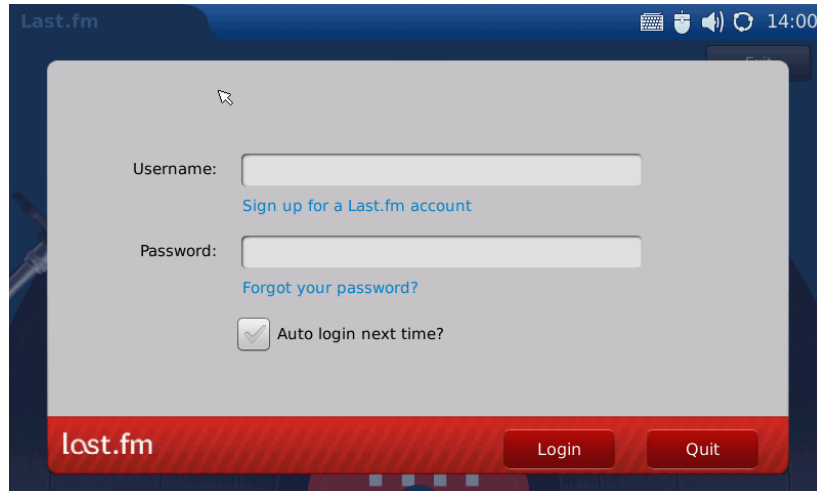 Last.fm
14:00
Exit
Username:
Sign up for a Last.fm account
Password:
Forgot your password?
Auto login next time?
last.fm
Login
Quit